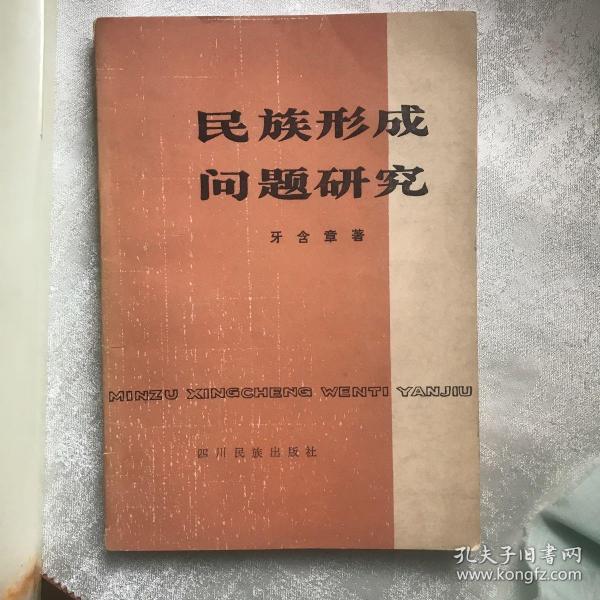 民族形成
问题研究
牙含章著
MINZU XINGCHENG WENTI YANJIU
四川民族出版社
孔夫子旧書网
www.kongfz.com